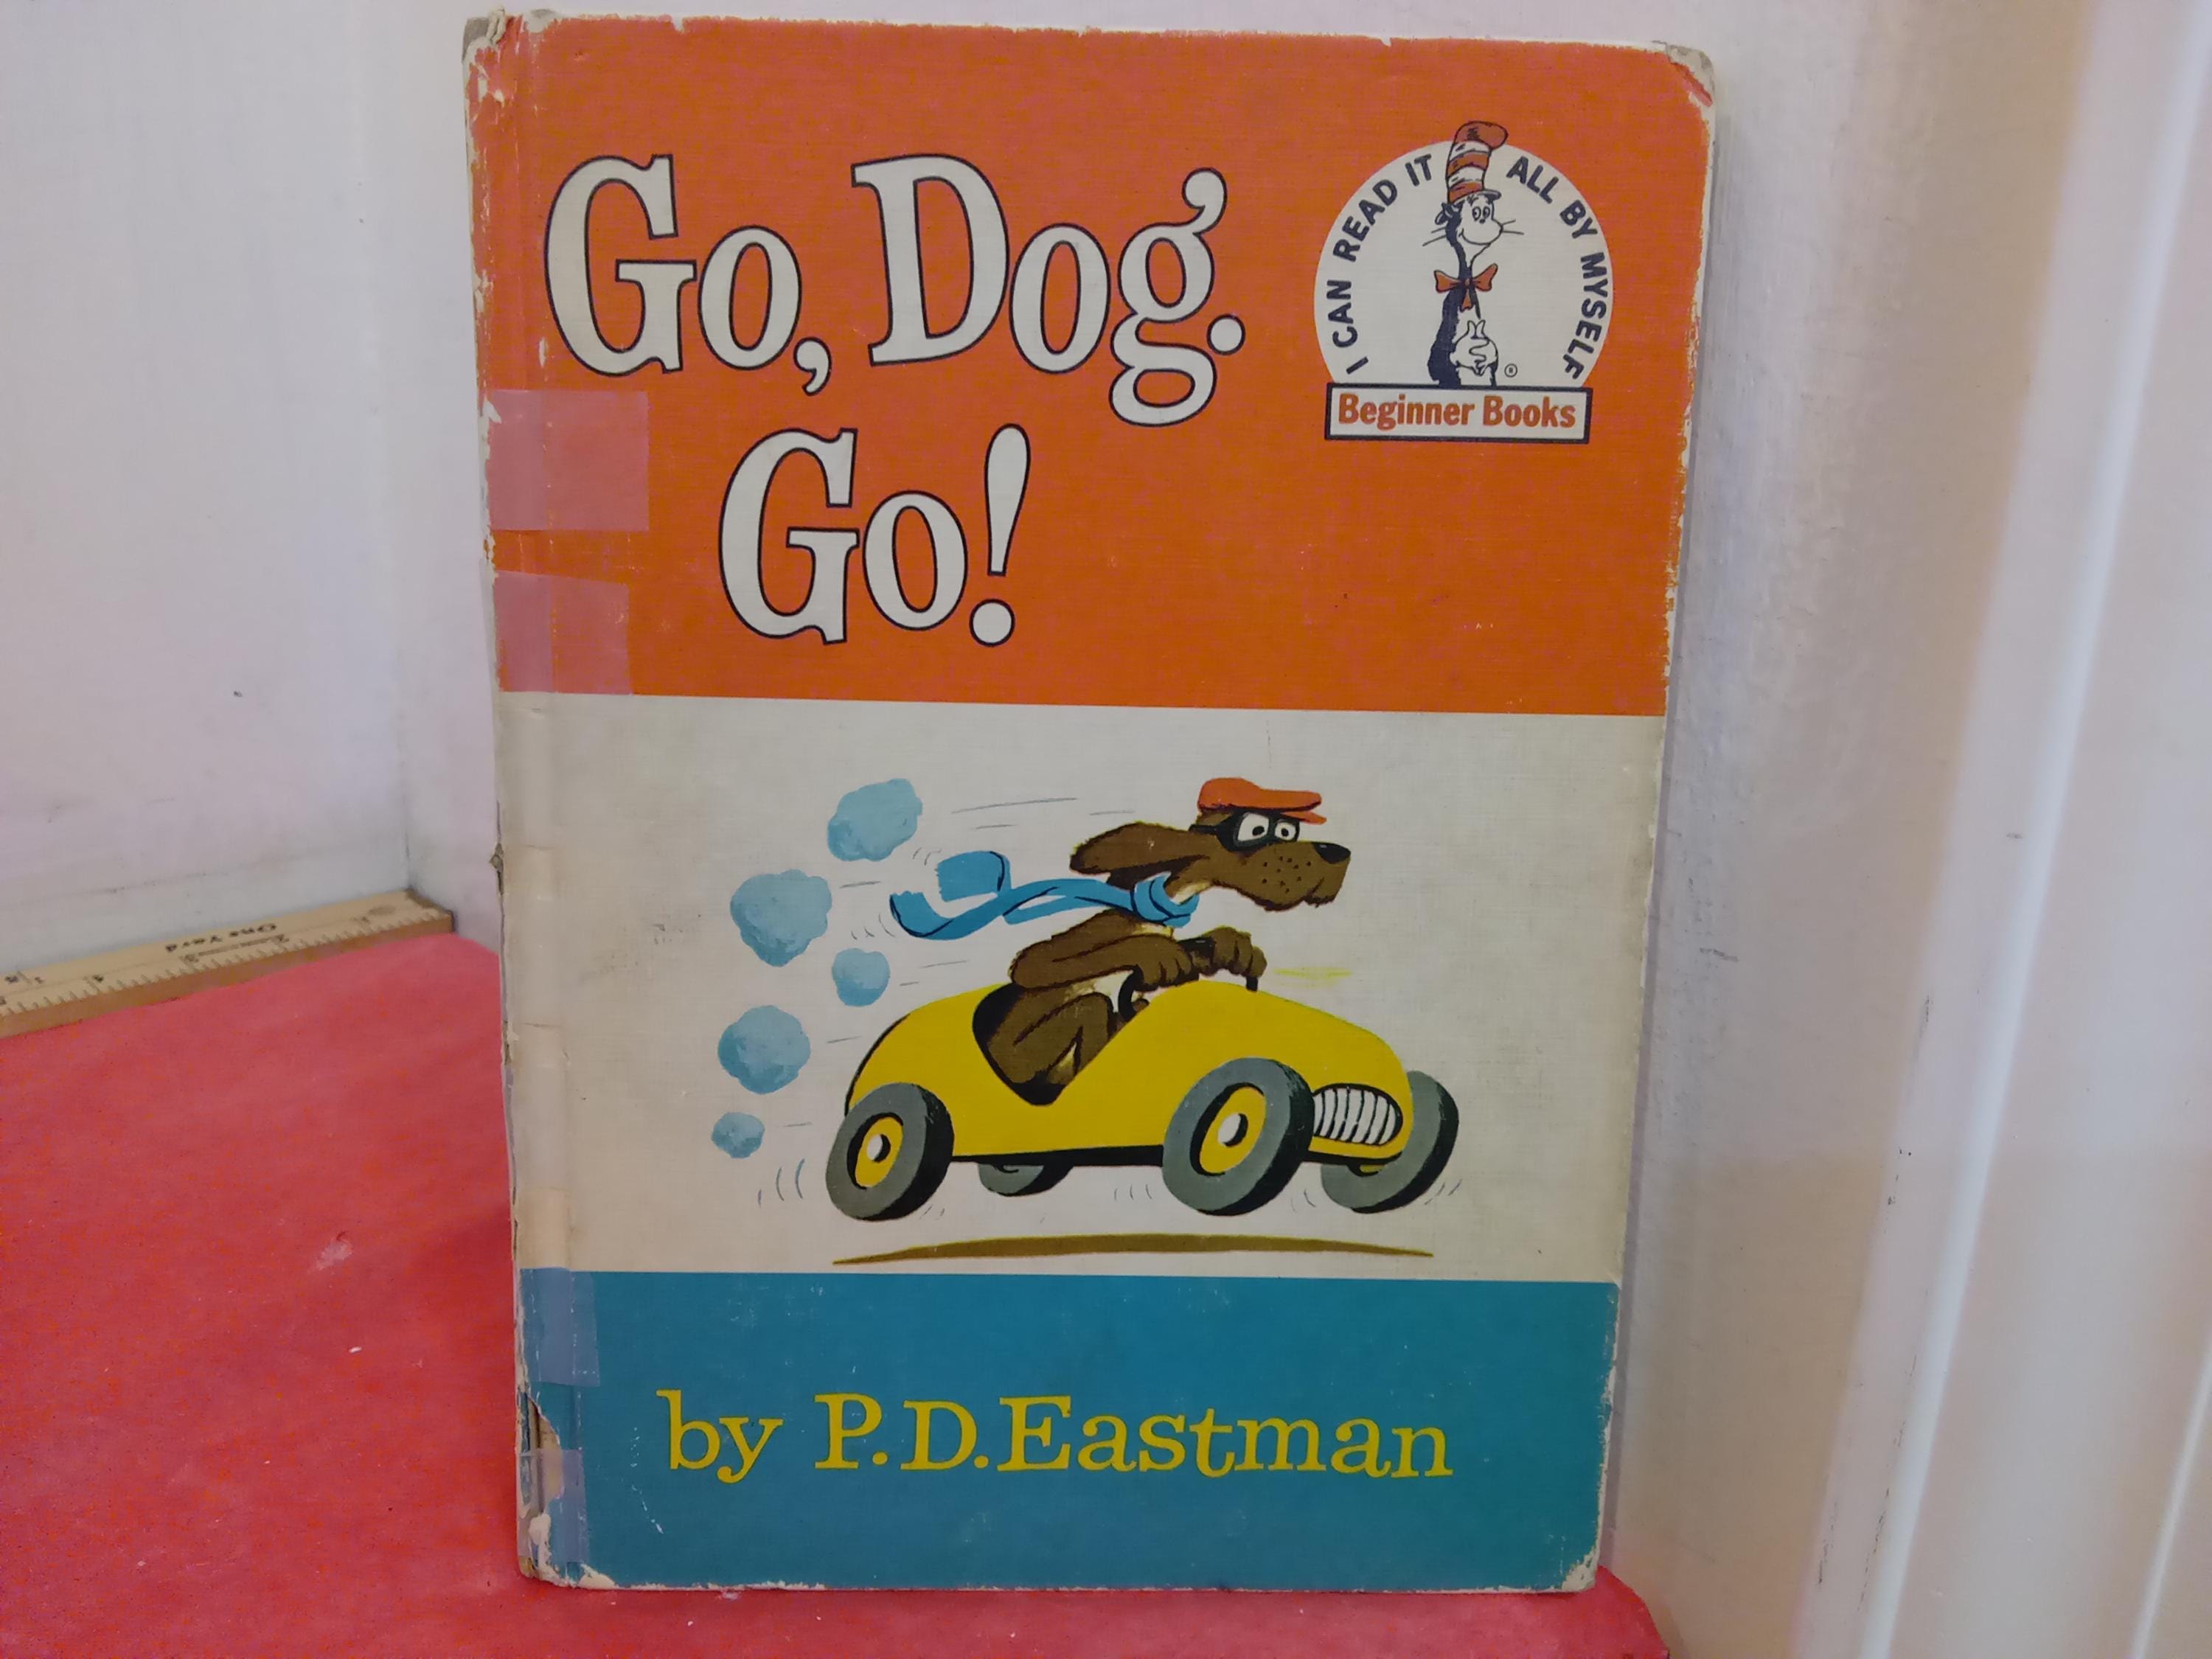 Go, Dog.
Go!
I CAN READ IT ALL BY MYSELF
®
Beginner Books
by P.D.Eastman
One Yard